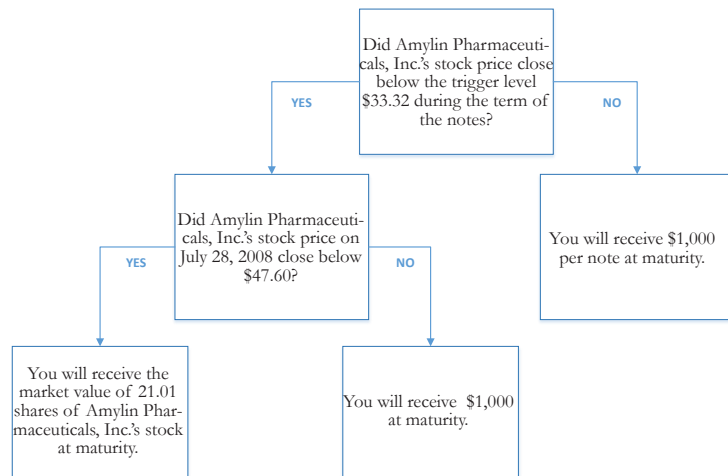 Did Amylin Pharmaceuti-
cals, Inc.'s stock price close
below the trigger level
$33.32 during the term of
the notes?
YES
NO
Did Amylin Pharmaceuti-
cals, Inc.'s stock price on
July 28, 2008 close below
$47.60?
You will receive $1,000
per note at maturity.
YES
NO
You will receive the
market value of 21.01
shares of Amylin Phar-
maceuticals, Inc.'s stock
at maturity.
You will receive $1,000
at maturity.